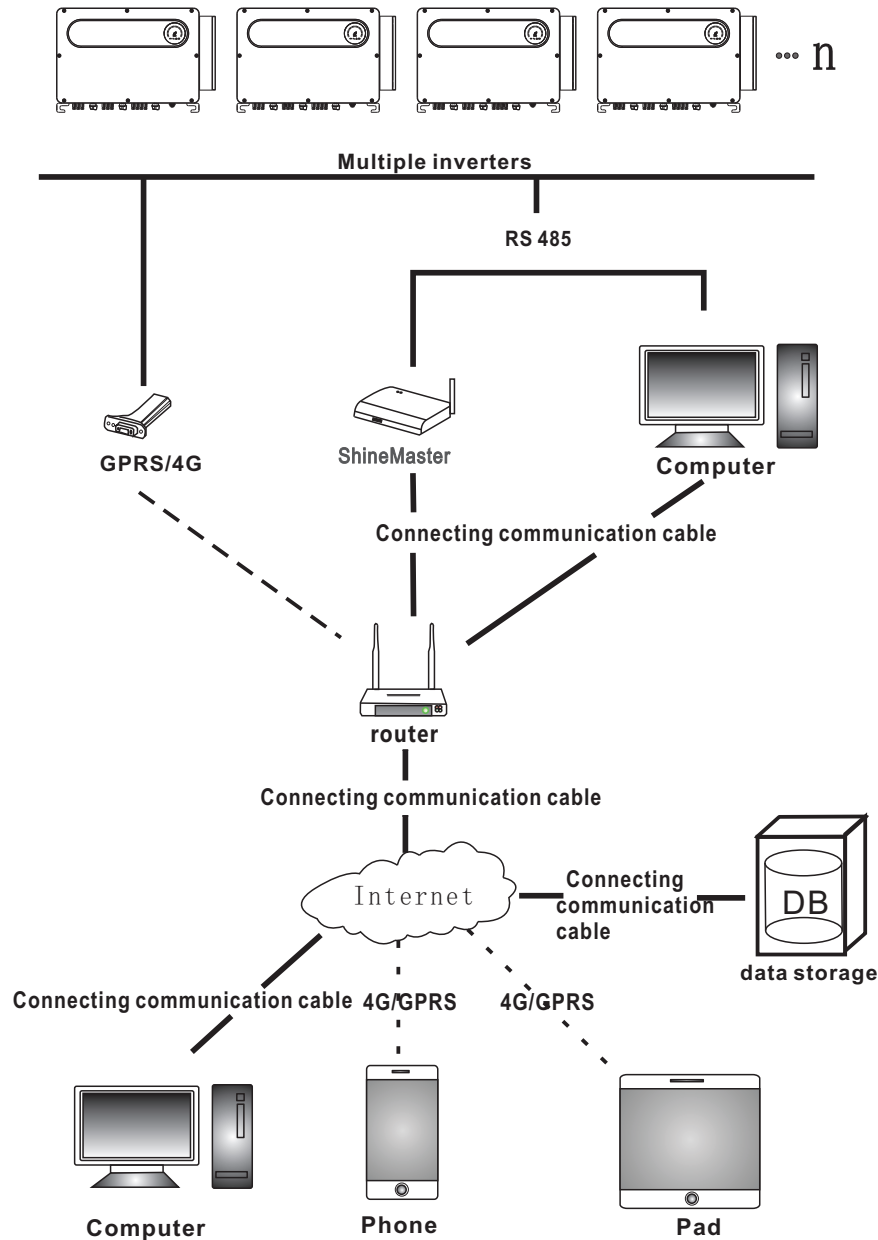 n
Multiple inverters
RS 485
GPRS/4G
ShineMaster
Computer
Connecting communication cable
router
Connecting communication cable
Internet
Connecting
communication
cable
DB
data storage
Connecting communication cable
4G/GPRS
4G/GPRS
Computer
Phone
Pad